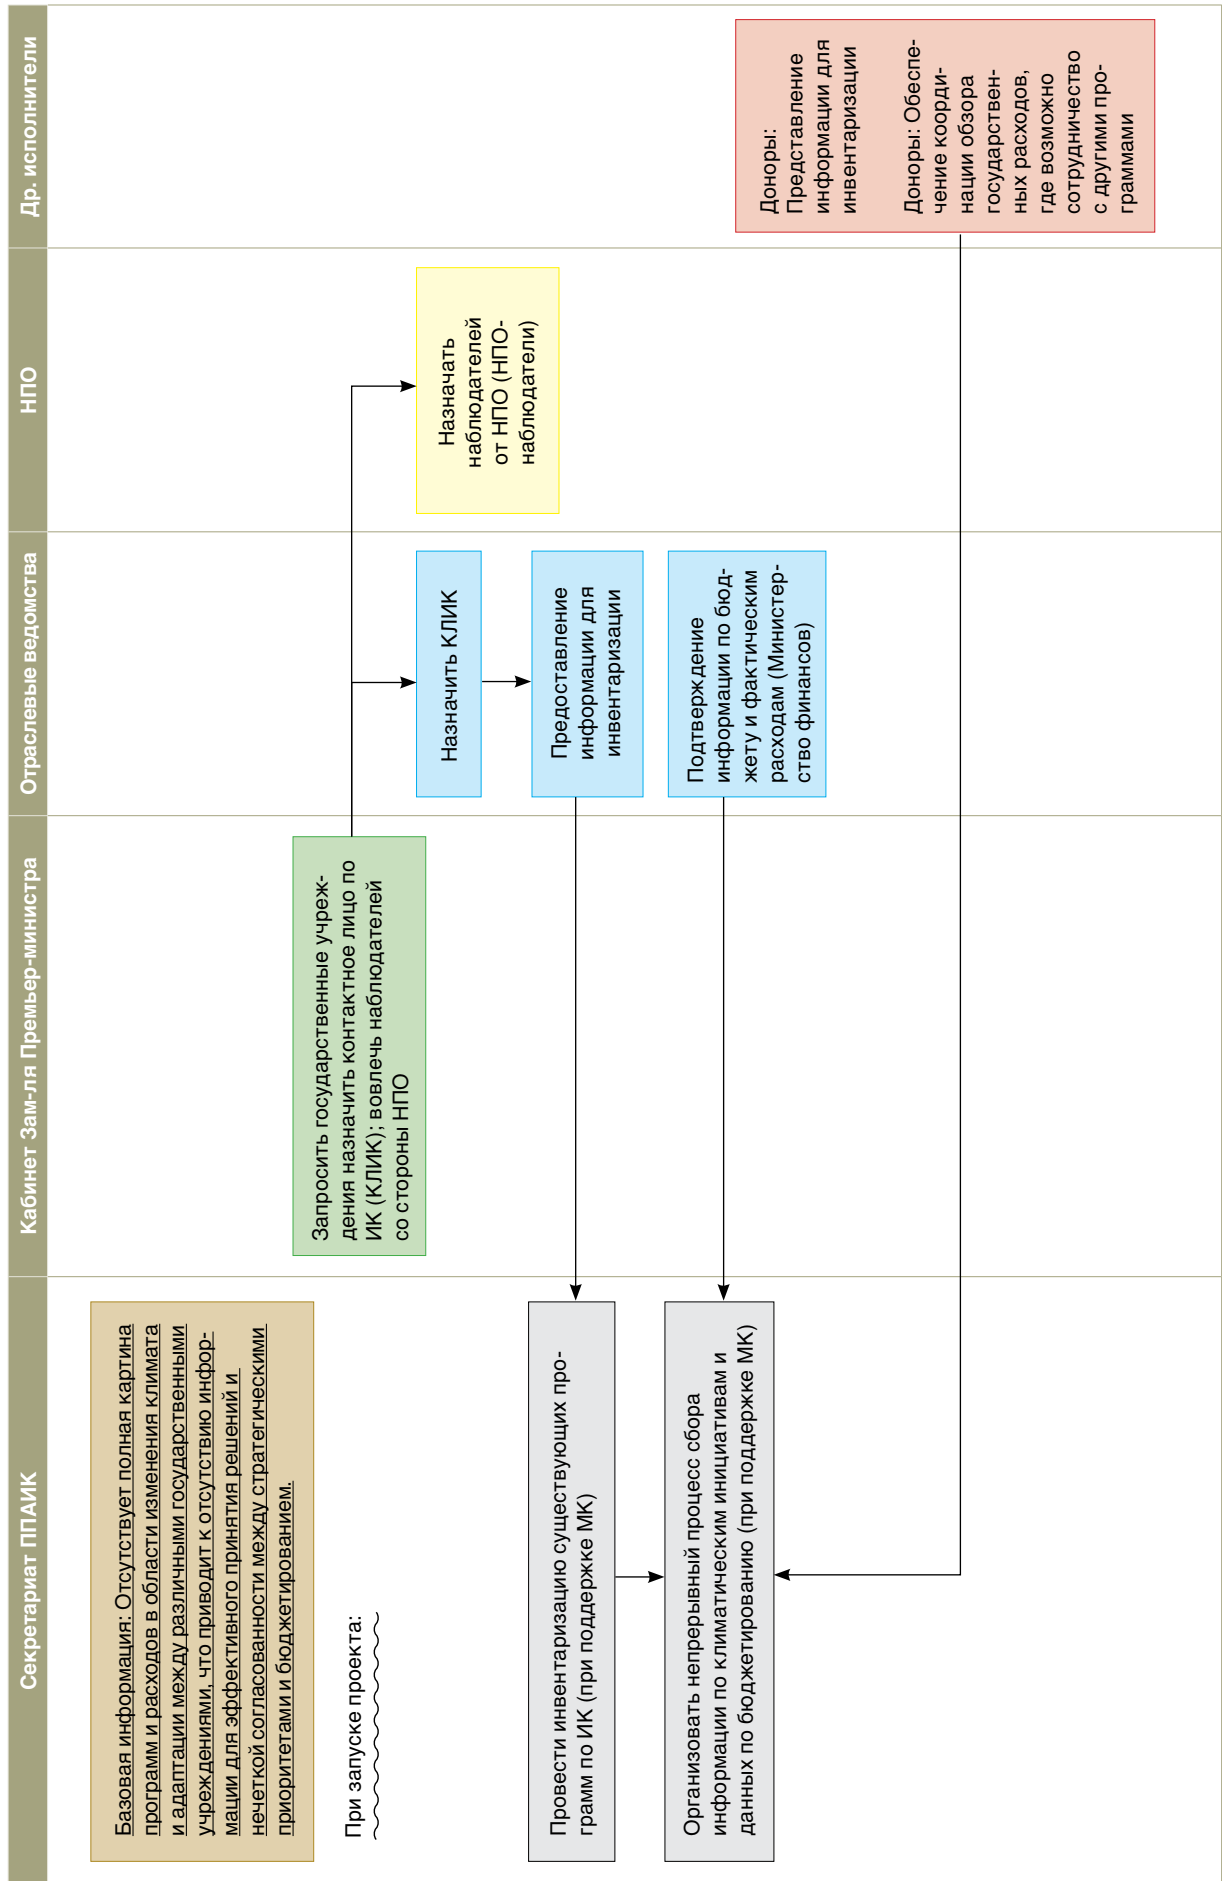 Секретариат ППАИК
Кабинет Зам-ля Премьер-министра
Отраслевые ведомства
НПО
Др. исполнители
Базовая информация: Отсутствует полная картина
программ и расходов в области изменения климата
и адаптации между различными государственными
учреждениями, что приводит к отсутствию инфор-
мации для эффективного принятия решений и
нечеткой согласованности между стратегическими
приоритетами и бюджетированием.
При запуске проекта:
Запросить государственные учреж-
дения назначить контактное лицо по
ИК (КЛИК); вовлечь наблюдателей
со стороны НПО
Назначить КЛИК
Назначать
наблюдателей
от НПО (НПО-
наблюдатели)
Провести инвентаризацию существующих про-
грамм по ИК (при поддержке МК)
Предоставление
информации для
инвентаризации
Организовать непрерывный процесс сбора
информации по климатическим инициативам и
данных по бюджетированию (при поддержке МК)
Подтверждение
информации по бюд-
жету и фактическим
расходам (Министер-
ство финансов)
Доноры:
Представление
информации для
инвентаризации
Доноры: Обеспе-
чение коорди-
нации обзора
государствен-
ных расходов,
где возможно
сотрудничество
с другими про-
граммами